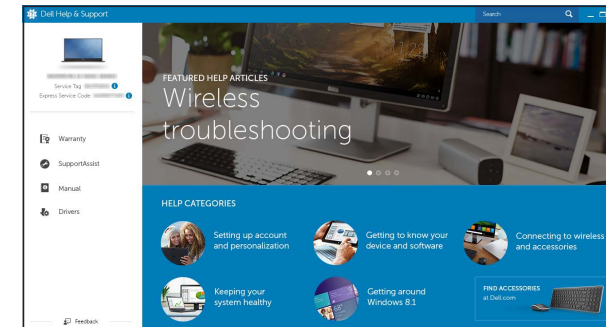 Dell Help & Support
Search
Service Tag:
Express Service Code:
Warranty
SupportAssist
Manual
Drivers
Feedback
FEATURED HELP ARTICLES
Wireless
troubleshooting
HELP CATEGORIES
Setting up account
and personalization
Getting to know your
device and software
Connecting to wireless
and accessories
Keeping your
system healthy
Getting around
Windows 8.1
FIND ACCESSORIES
at Dell.com